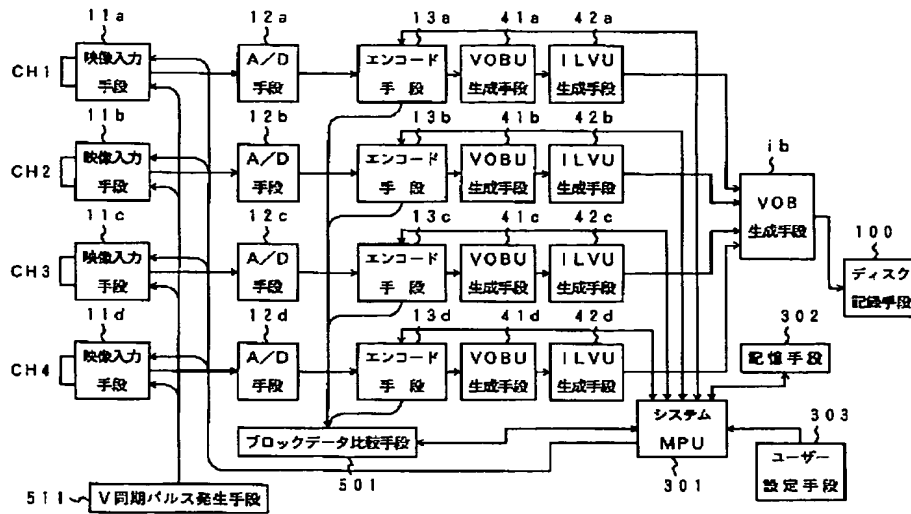 11a
12a
13a
41a
42a
CH1
映像入力
手段
A/D
手段
エンコード
手 段
VOBU
生成手段
ILVU
生成手段
11b
12b
13b
41b
42b
CH2
映像入力
手段
A/D
手段
エンコード
手 段
VOBU
生成手段
ILVU
生成手段
ib
VOB
生成手段
11c
12c
13c
41c
42c
CH3
映像入力
手段
A/D
手段
エンコード
手 段
VOBU
生成手段
ILVU
生成手段
100
ディスク
記録手段
11d
12d
13d
41d
42d
CH4
映像入力
手段
A/D
手段
エンコード
手 段
VOBU
生成手段
ILVU
生成手段
302
記憶手段
システム
MPU
301
303
ユーザー
設定手段
ブロックデータ比較手段
501
511
V同期パルス発生手段